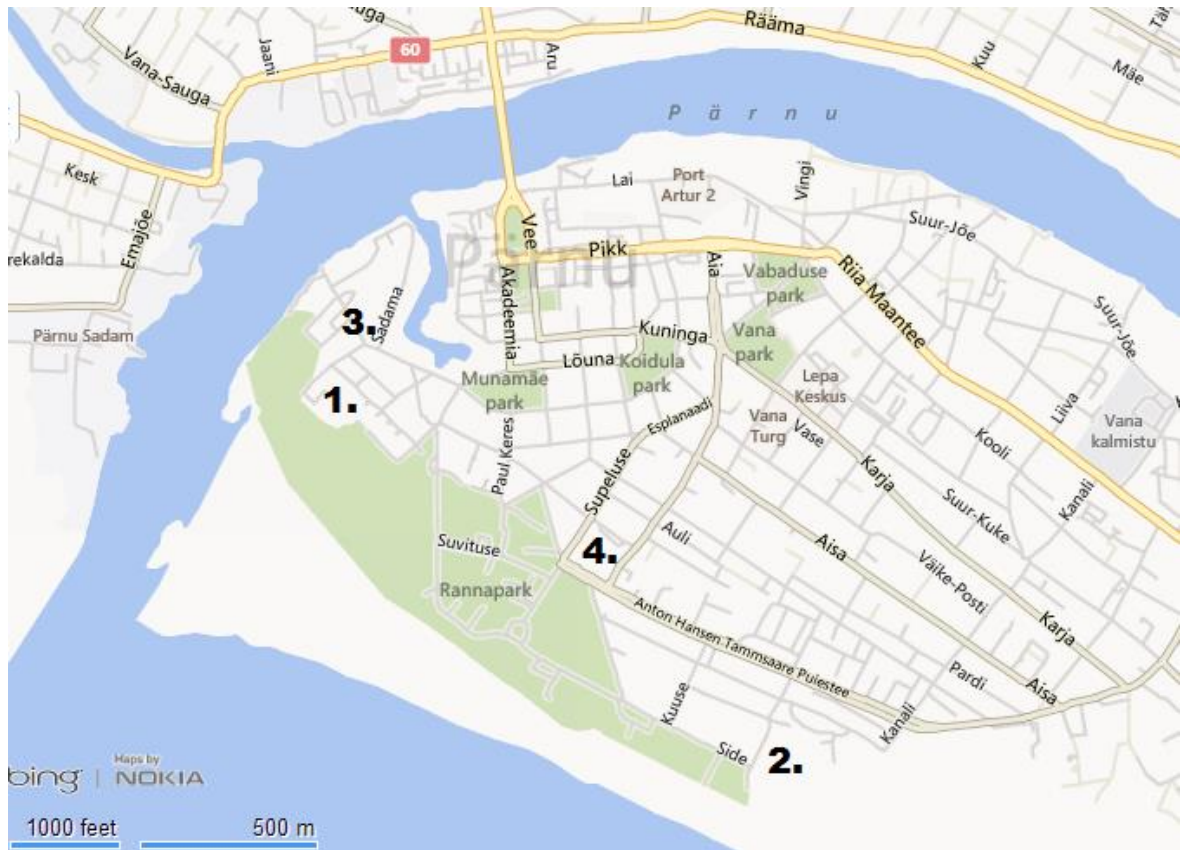 Rääma
uga
Jaani
60
Aru
Kuu
Täh
Vana-Sauga
Mäe
Pärnu
Kesk
Port
Artur 2
Lai
Vingi
Emajõe
Suur-Jõe
Vee
Pikk
Pärnu
Aia
rekalda
Akadeemia
Vabaduse
park
Riia Maantee
Suur-Jõe
3.
Sadama
Pärnu Sadam
Kuninga
Vana
park
Lõuna
Koidula
park
Munamäe
park
Lepa
Keskus
1.
Esplanaadi
Vana
Turg
Vase
Liiva
Vana
kalmistu
Kooli
Paul Keres
Karja
Supeluse
Suur-Kuke
Kanali
4.
Auli
Aisa
Suvituse
Väike-Posti
Rannapark
Anton Hansen Tammsaare Puiestee
Karja
Pardi
Aisa
Kuuse
Kanali
Side
2.
bing
Maps by
NOKIA
1000 feet
500 m